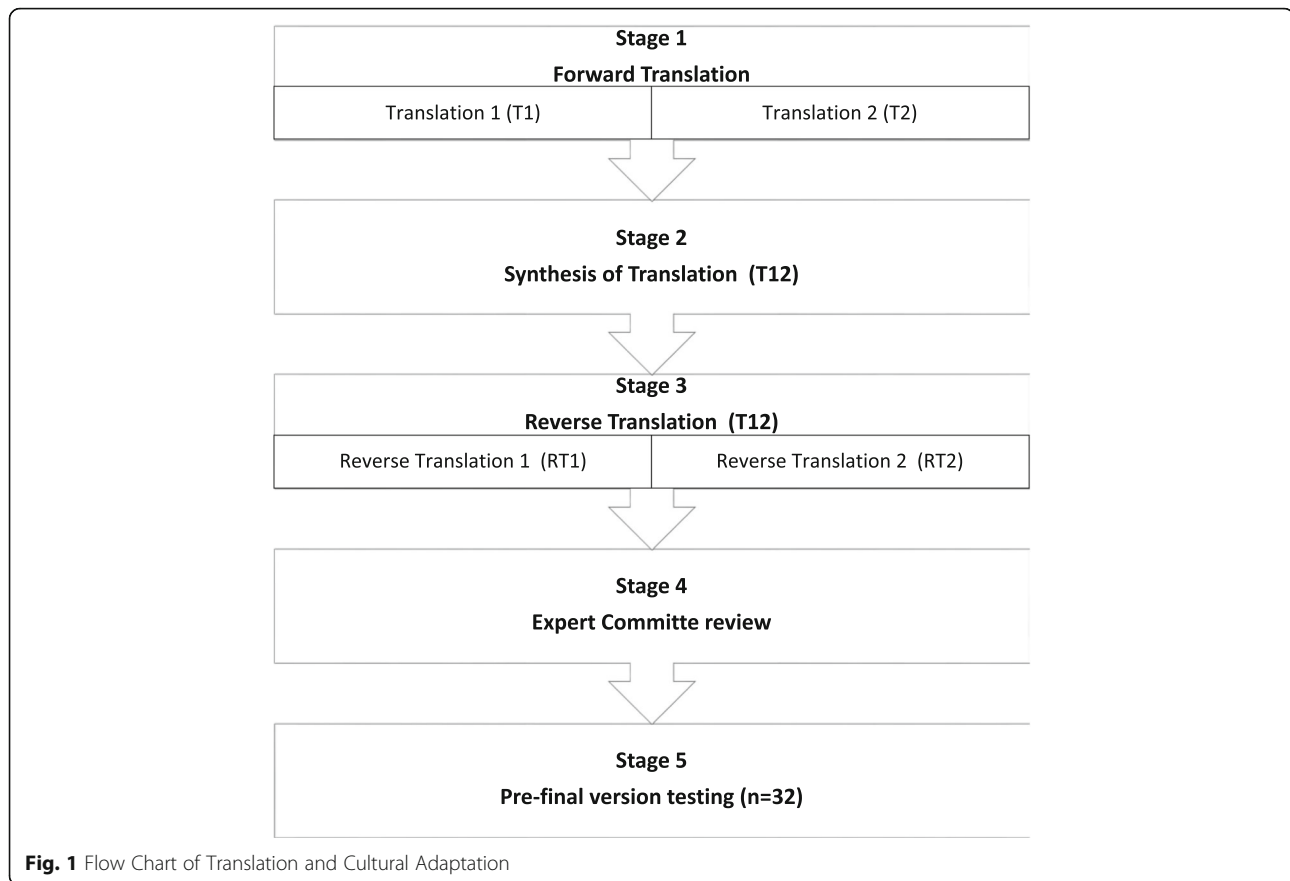 Stage 1
Forward Translation
Translation 1 (T1)
Translation 2 (T2)
Stage 2
Synthesis of Translation (T12)
Stage 3
Reverse Translation (T12)
Reverse Translation 1 (RT1)
Reverse Translation 2 (RT2)
Stage 4
Expert Committe review
Stage 5
Pre-final version testing (n=32)
Fig. 1 Flow Chart of Translation and Cultural Adaptation